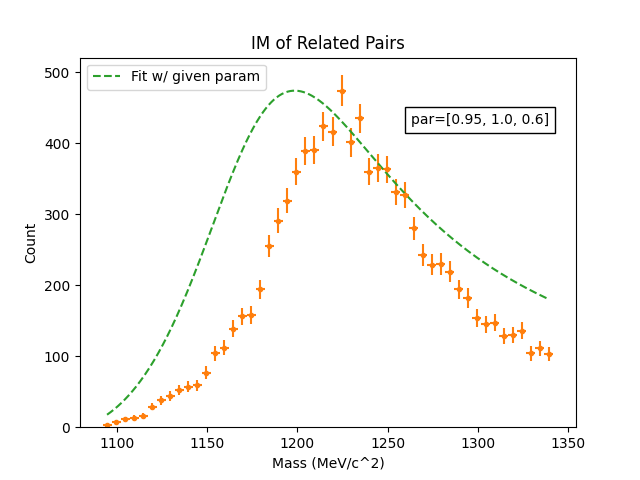 IM of Related Pairs
Fit w/ given param
par=[0.95, 1.0, 0.6]
Count
500
400
300
200
100
0
1100 1150 1200 1250 1300 1350
Mass (MeV/c^2)